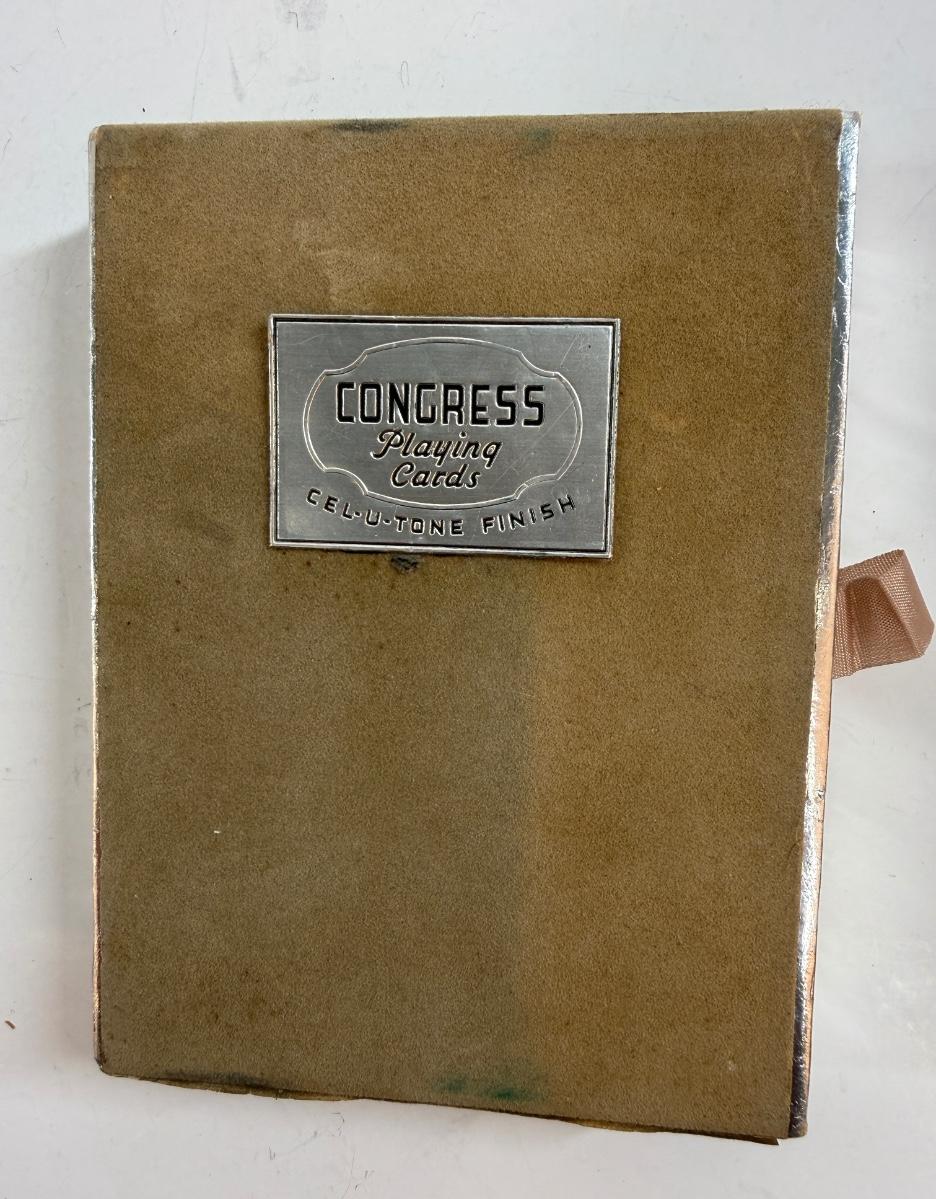 CONGRESS
Playing
Cards
CEL-U-TONE FINISH